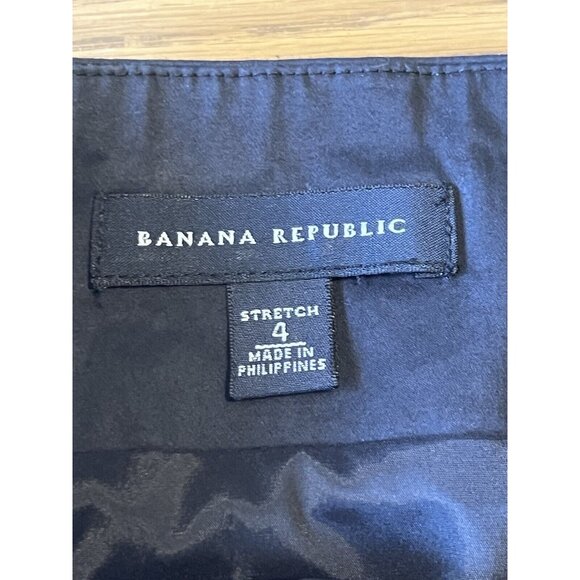 BANANA REPUBLIC
STRETCH
4
MADE IN
PHILIPPINES